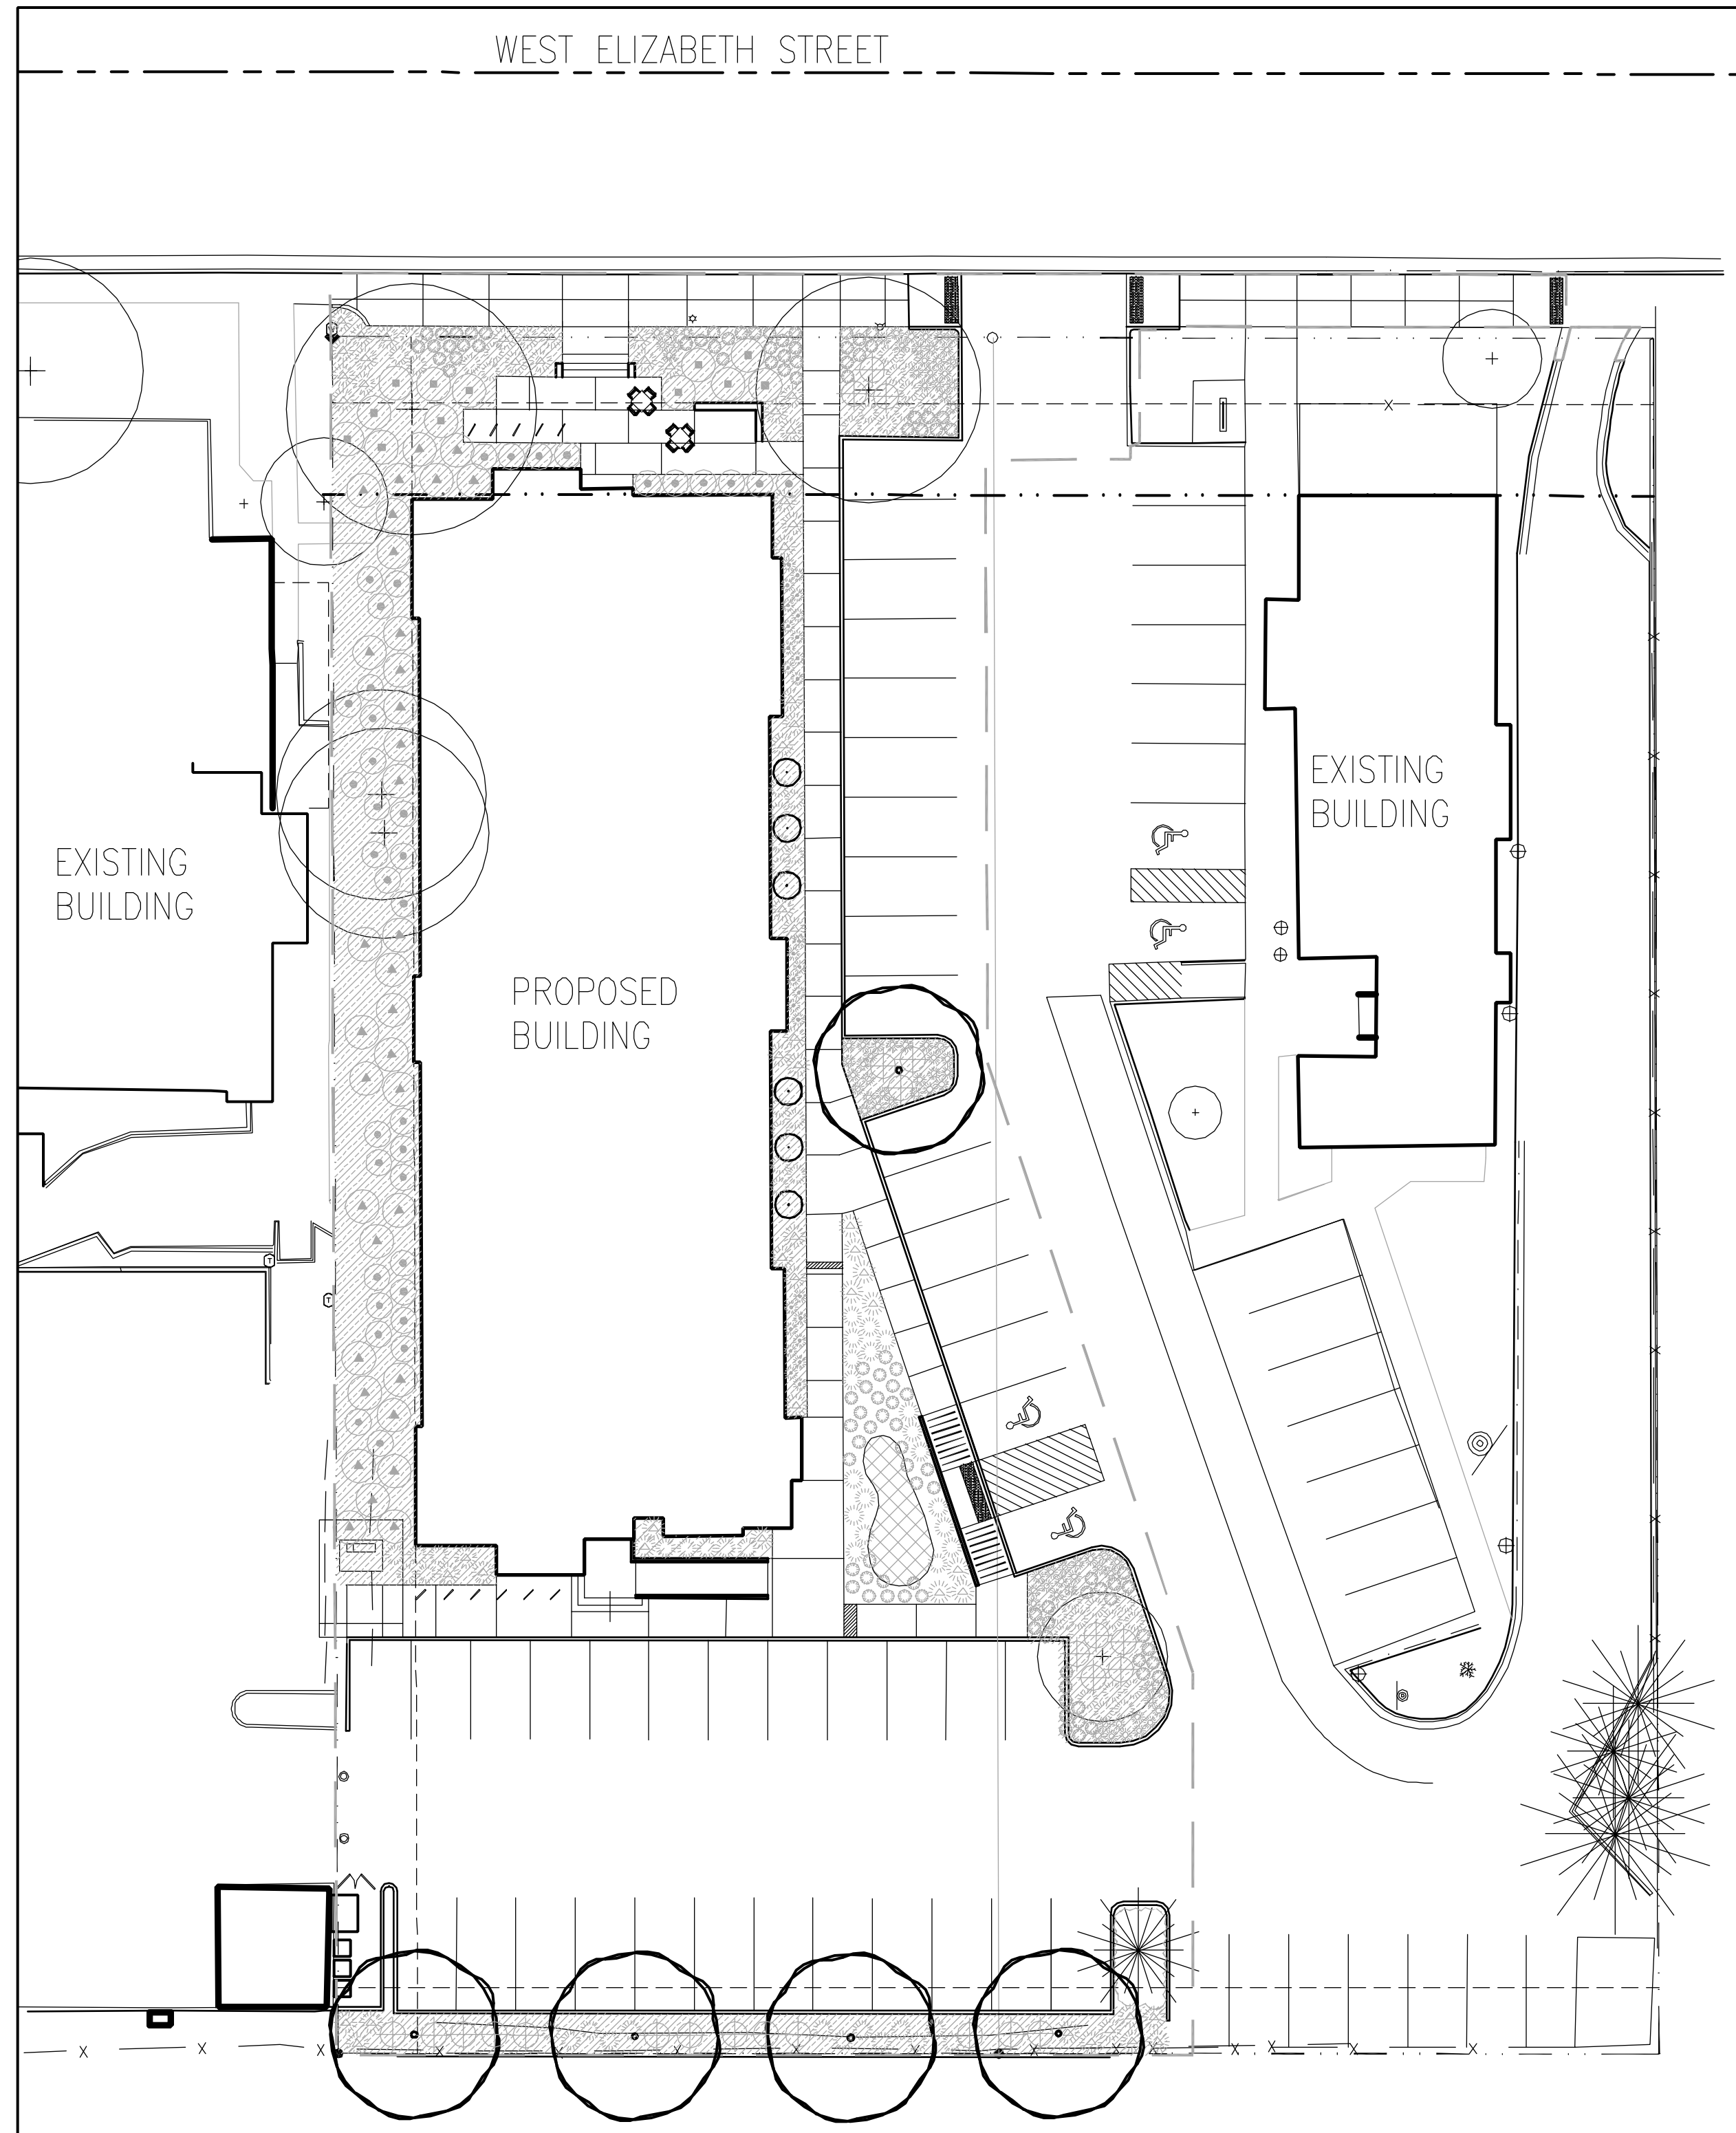 WEST ELIZABETH STREET
EXISTING
BUILDING
EXISTING
BUILDING
PROPOSED
BUILDING
T
T